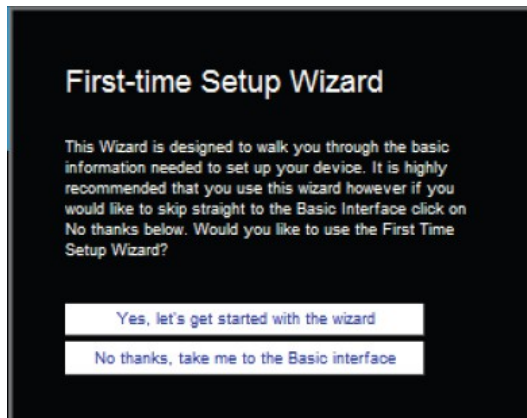 First-time Setup Wizard
This Wizard is designed to walk you through the basic
information needed to set up your device. It is highly
recommended that you use this wizard however if you
would like to skip straight to the Basic Interface click on
No thanks below. Would you like to use the First Time
Setup Wizard?
Yes, let's get started with the wizard
No thanks, take me to the Basic interface